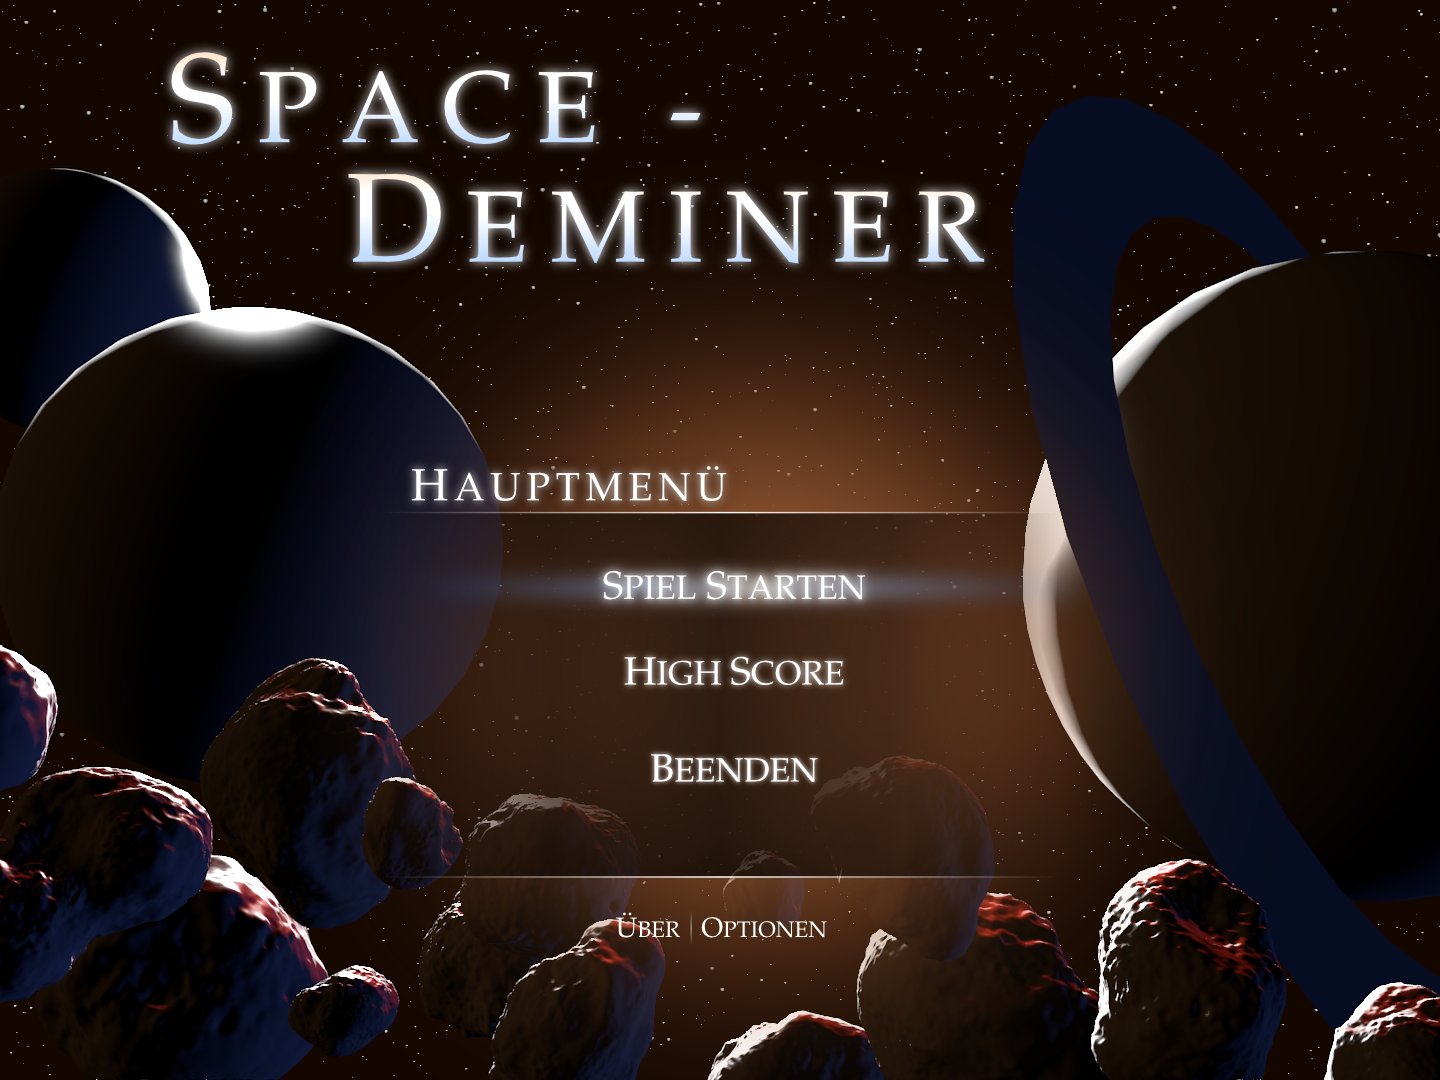 SPACE -
DEMINER
HAUPTMENÜ
SPIEL STARTEN
HIGH SCORE
BEENDEN
ÜBER | OPTIONEN